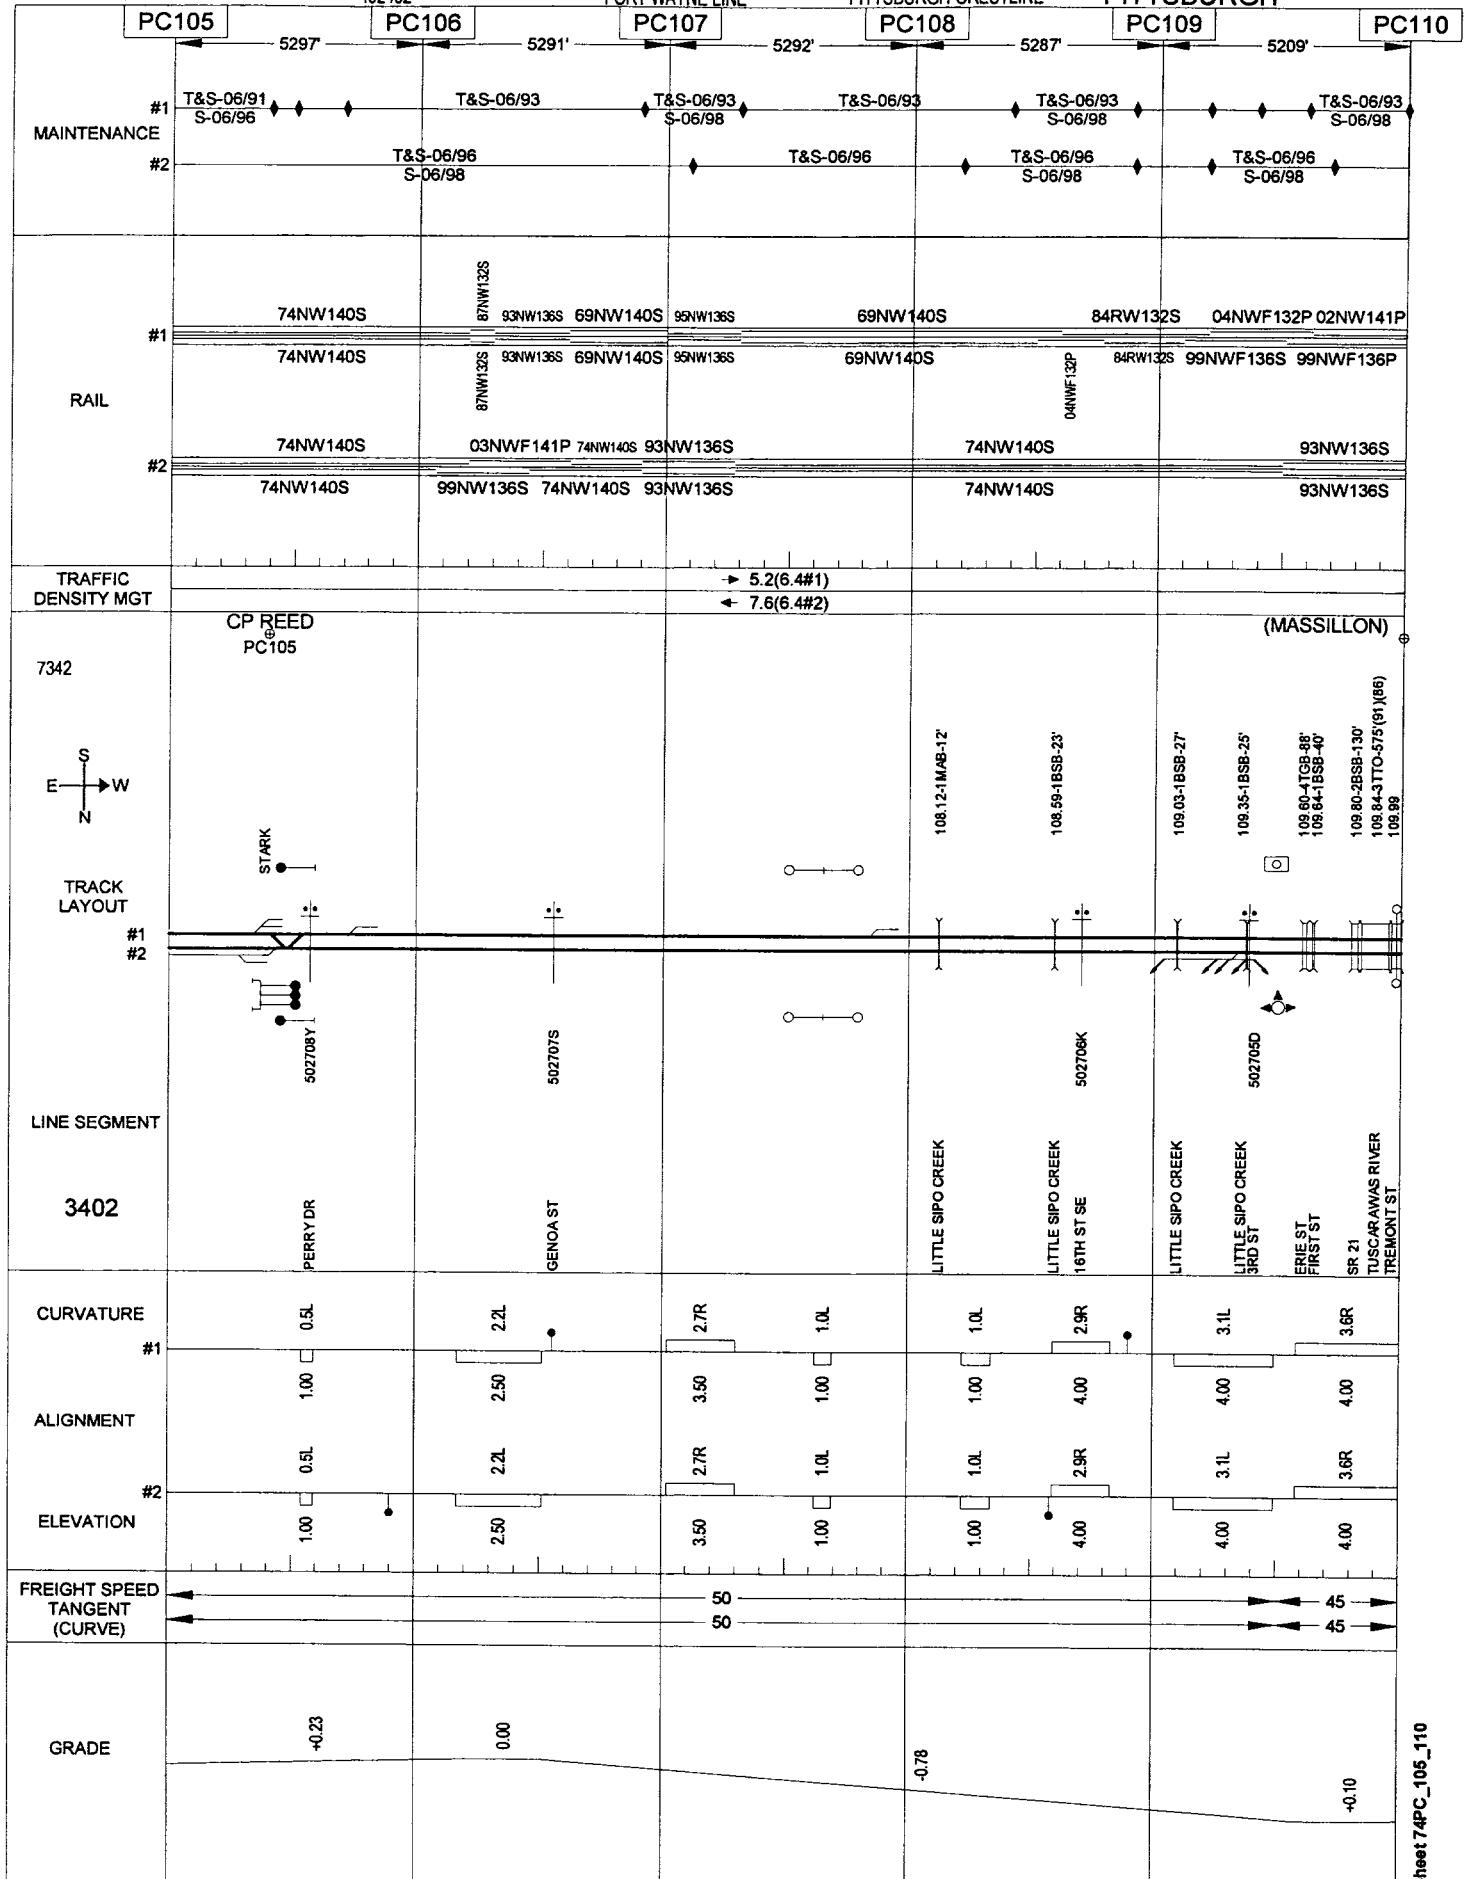 PITTSBURGH
PC105 PC106 PC107 PC108 PC109 PC110
5297' 5291' 5292' 5287' 5209'
MAINTENANCE
#1
T&S-06/91 T&S-06/93 T&S-06/93 T&S-06/93 T&S-06/93 T&S-06/93
S-06/96 S-06/98 S-06/98 S-06/98
#2
T&S-06/96 T&S-06/96 T&S-06/96 T&S-06/96
S-06/98 S-06/98 S-06/98
RAIL
#1
74NW140S 87NW132S 93NW136S 69NW140S 95NW136S 69NW140S 84RW132S 04NWF132P 02NW141P
74NW140S 87NW132S 93NW136S 69NW140S 95NW136S 69NW140S 04NWF132P 84RW132S 99NWF136S 99NWF136P
#2
74NW140S 03NWF141P 74NW140S 93NW136S 74NW140S 93NW136S
74NW140S 99NW136S 74NW140S 93NW136S 74NW140S 93NW136S
TRAFFIC
DENSITY MGT
5.2(6.4#1)
7.6(6.4#2)
CP REED
PC105
(MASSILLON)
7342
S
E W
N
STARK
108.12-1MAB-12'
108.59-1BSB-23'
109.03-1BSB-27'
109.35-1BSB-25'
109.60-4TGB-88'
109.64-1BSB-40'
109.80-2BSB-130'
109.84-3TTO-575'(91)(86)
109.99
TRACK
LAYOUT
#1
#2
502708Y
502707S
502706K
502705D
LINE SEGMENT
3402
PERRY DR
GENOA ST
LITTLE SIPO CREEK
LITTLE SIPO CREEK
16TH ST SE
LITTLE SIPO CREEK
LITTLE SIPO CREEK
3RD ST
ERIE ST
FIRST ST
SR 21
TUSCARAWAS RIVER
TREMONT ST
CURVATURE
#1
0.5L 2.2L 2.7R 1.0L 1.0L 2.9R 3.1L 3.6R
1.00 2.50 3.50 1.00 1.00 4.00 4.00 4.00
ALIGNMENT
#2
0.5L 2.2L 2.7R 1.0L 1.0L 2.9R 3.1L 3.6R
1.00 2.50 3.50 1.00 1.00 4.00 4.00 4.00
ELEVATION
FREIGHT SPEED
TANGENT
(CURVE)
50 45
50 45
GRADE
+0.23 0.00 -0.78 +0.10
74PC_105_110